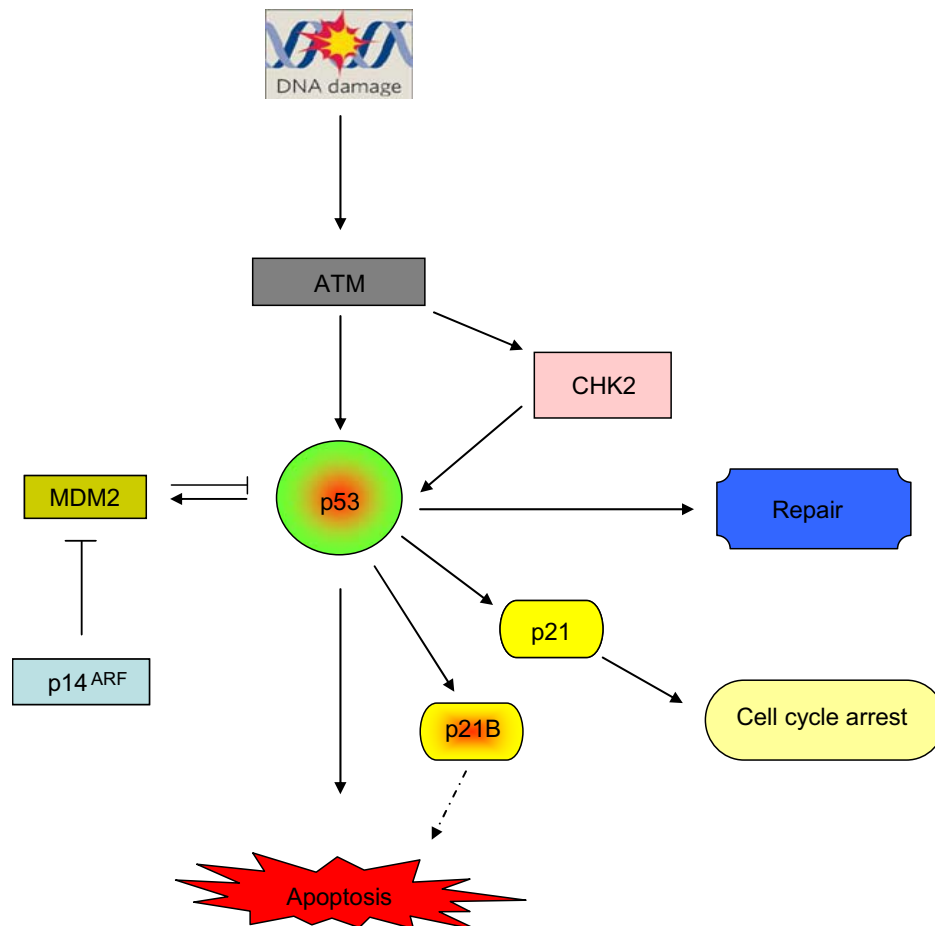 DNA damage
ATM
CHK2
MDM2
p53
Repair
p21
p14 ARF
Cell cycle arrest
p21B
Apoptosis